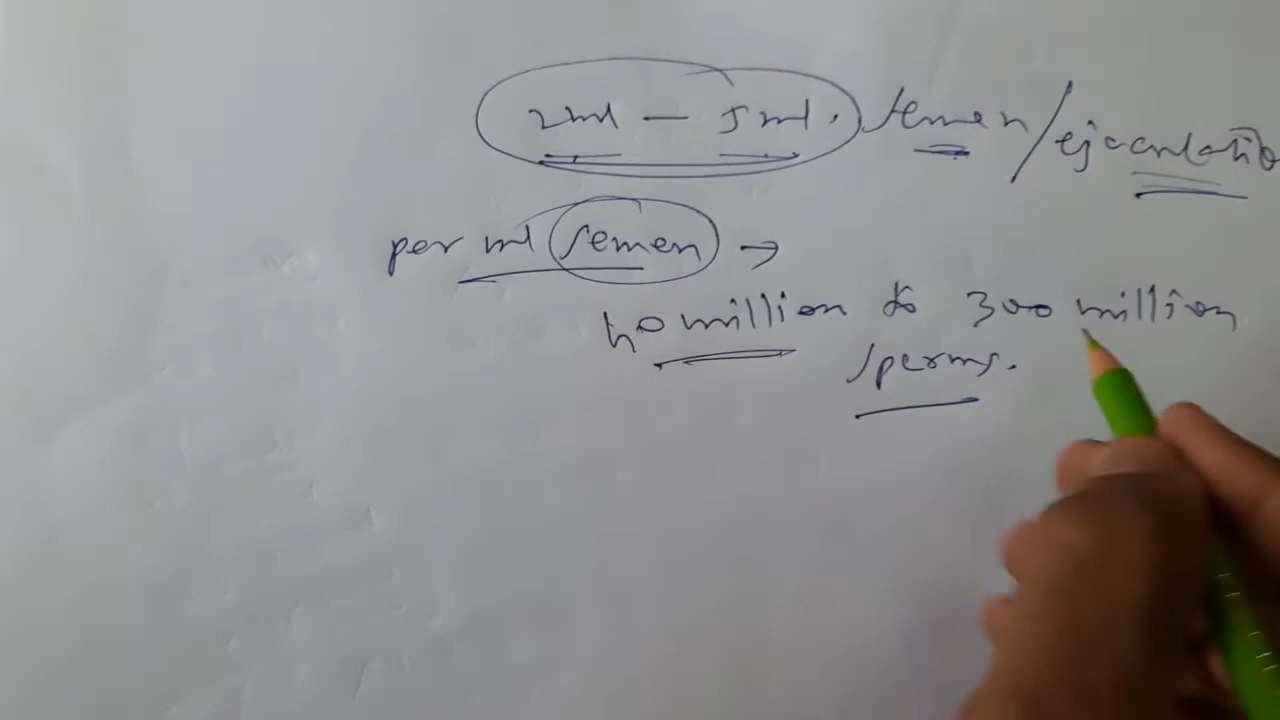 2ml — 5ml. semen/ejaculatio
per ml semen →
40 million to 300 million
sperms.